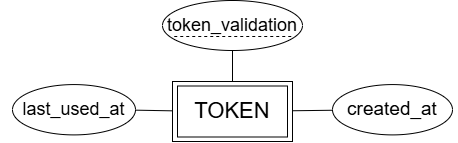 token_validation
last_used_at
TOKEN
created_at